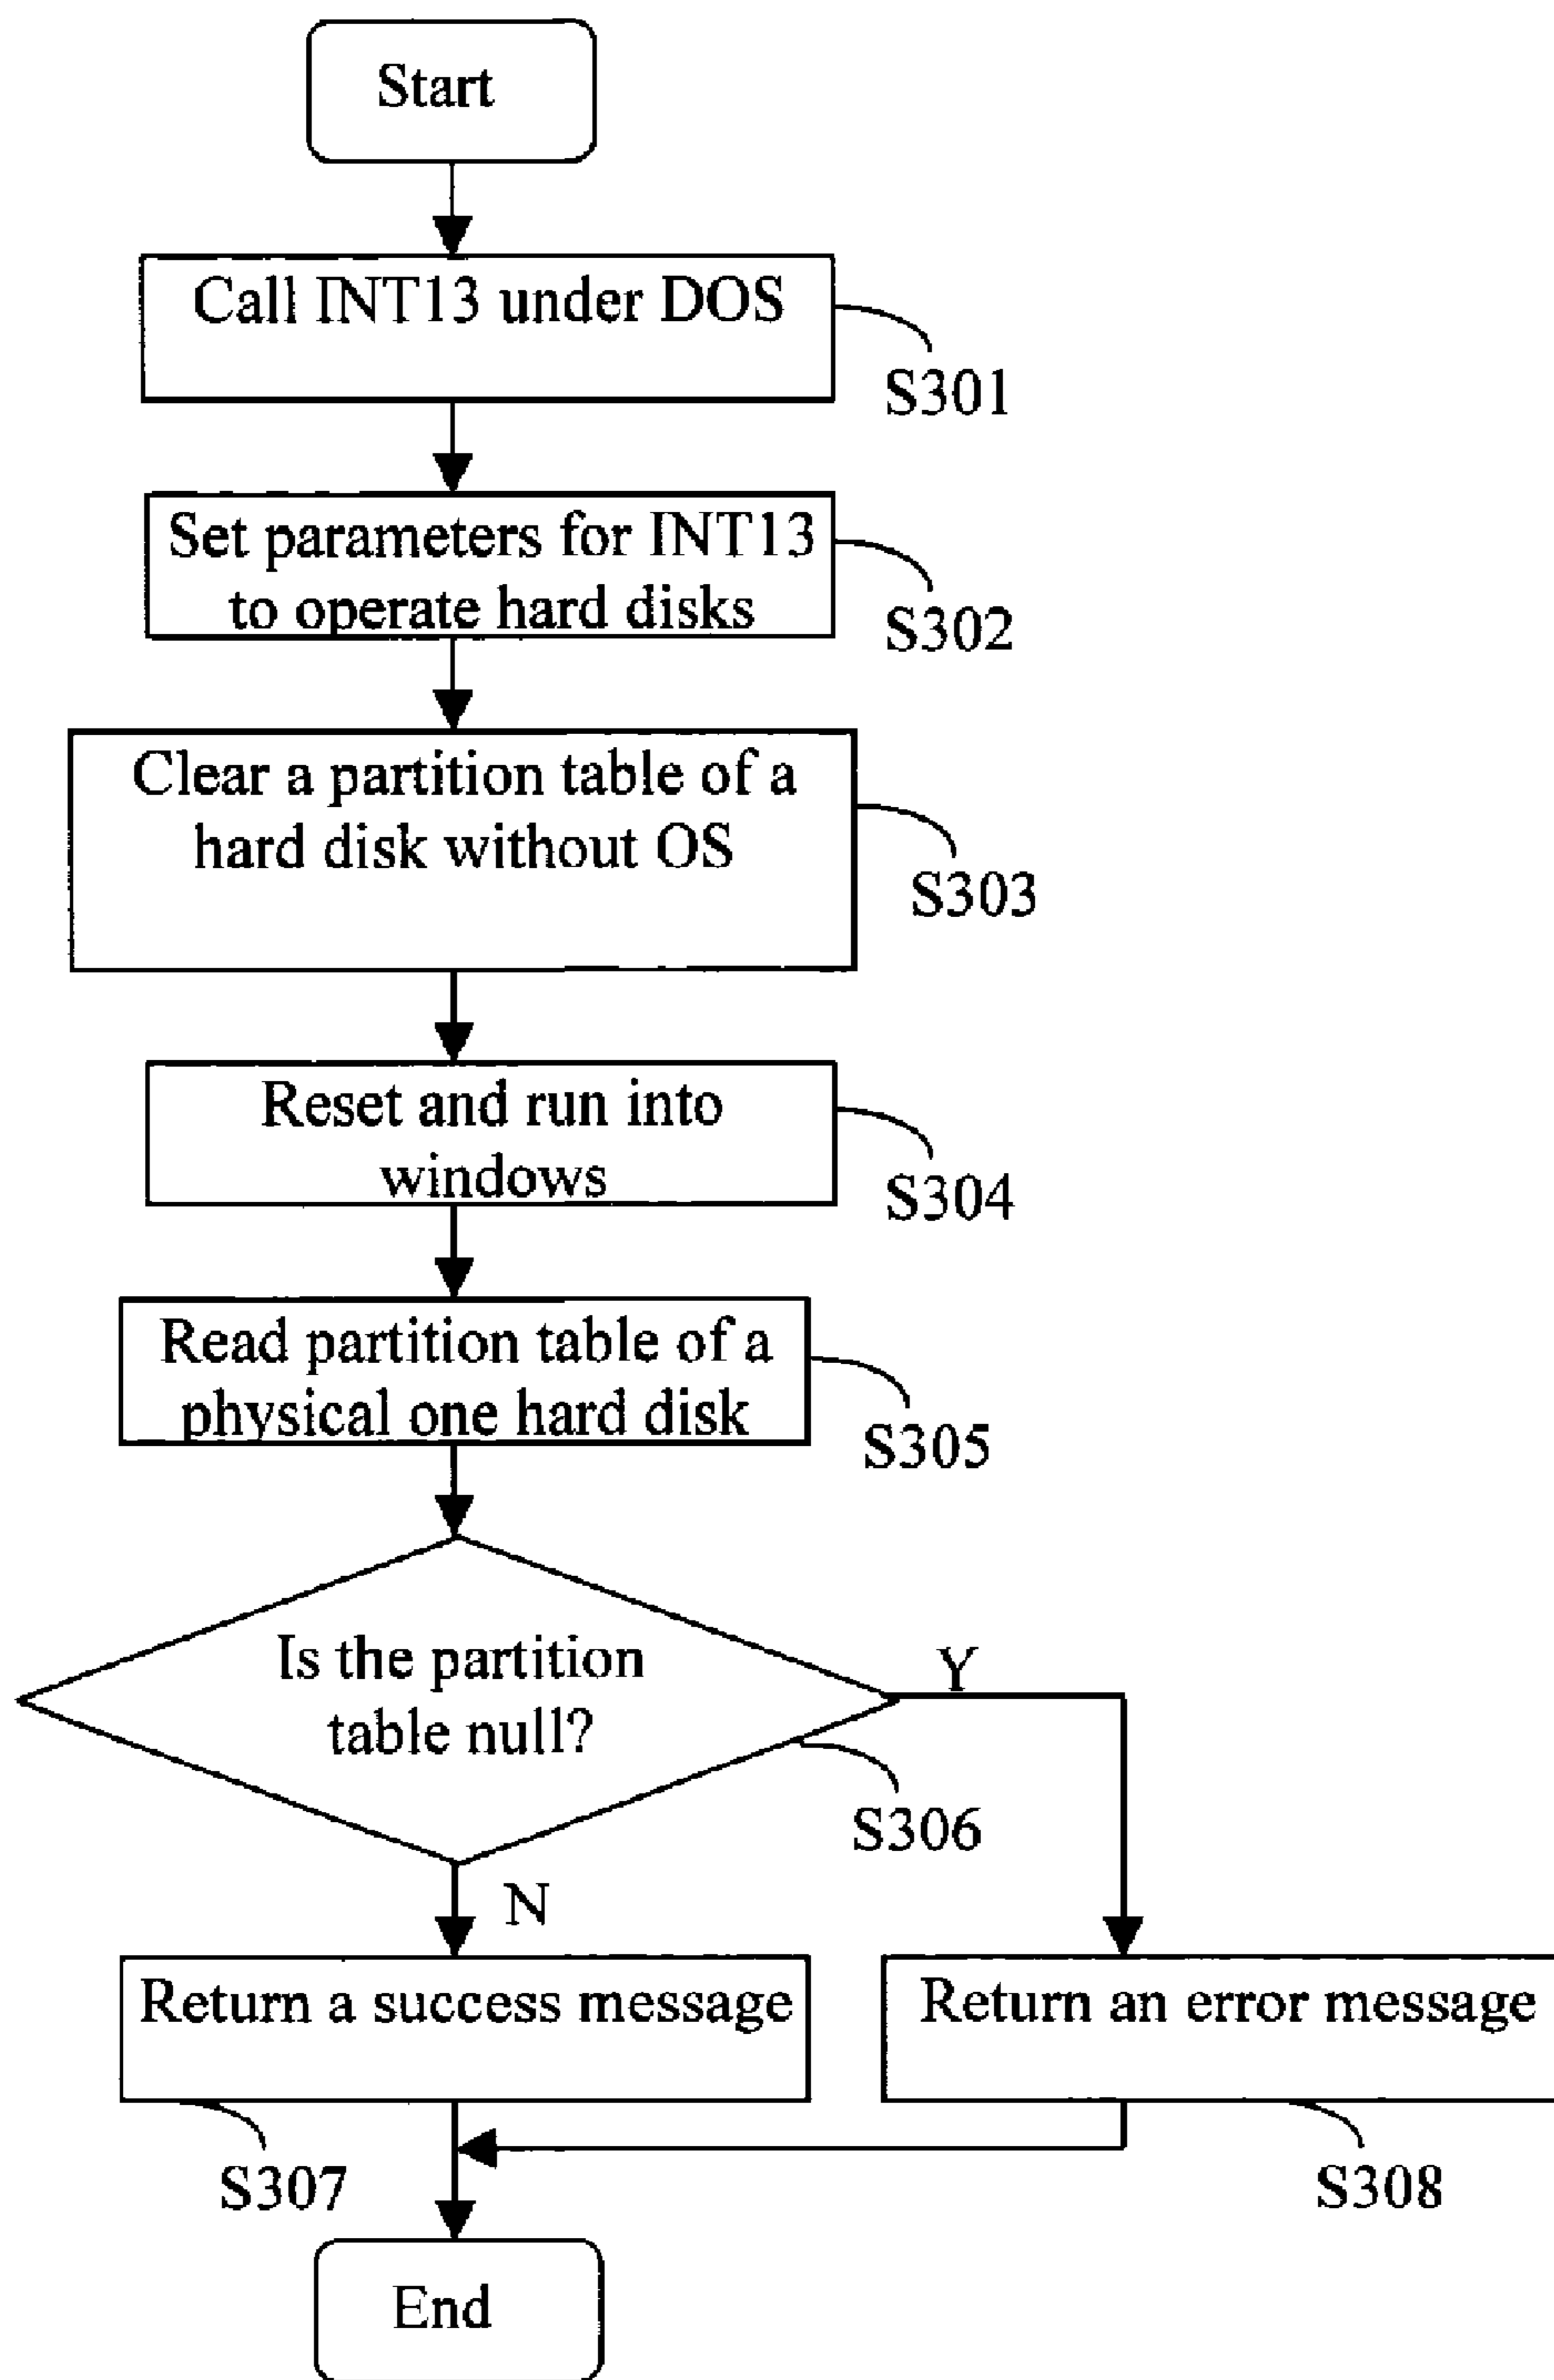 Start
Call INT13 under DOS
S301
Set parameters for INT13
to operate hard disks
S302
Clear a partition table of a
hard disk without OS
S303
Reset and run into
windows
S304
Read partition table of a
physical one hard disk
S305
Is the partition
table null?
Y
S306
N
Return a success message
Return an error message
S307
S308
End